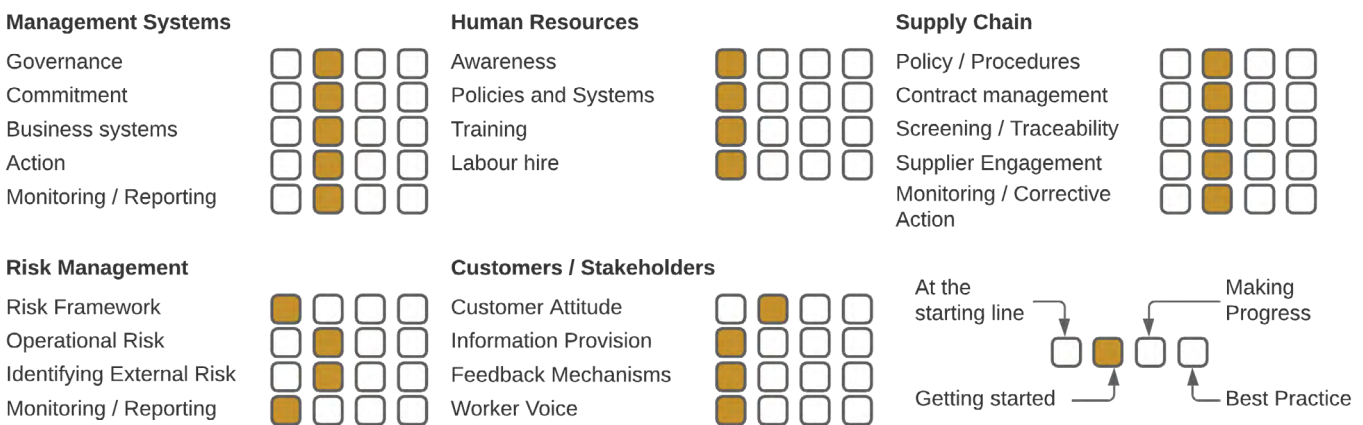 Management Systems
Governance
Commitment
Business systems
Action
Monitoring / Reporting
Human Resources
Awareness
Policies and Systems
Training
Labour hire
Supply Chain
Policy / Procedures
Contract management
Screening / Traceability
Supplier Engagement
Monitoring / Corrective
Action
Risk Management
Risk Framework
Operational Risk
Identifying External Risk
Monitoring / Reporting
Customers / Stakeholders
Customer Attitude
Information Provision
Feedback Mechanisms
Worker Voice
At the
starting line
Making
Progress
Getting started
Best Practice